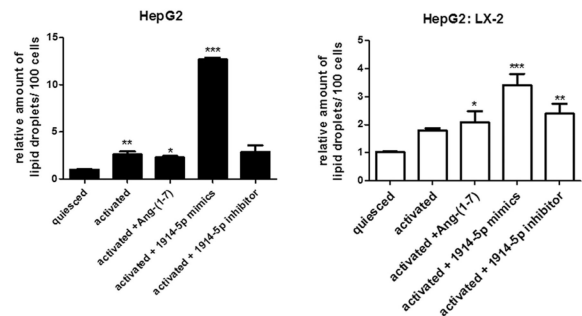 HepG2
relative amount of
lipid droplets/ 100 cells
15
10
5
0
**
*
***
quiesced
activated
activated +Ang-(1-7)
activated + 1914-5p mimics
activated + 1914-5p inhibitor
HepG2: LX-2
relative amount of
lipid droplets/ 100 cells
5
4
3
2
1
0
*
***
**
quiesced
activated
activated +Ang-(1-7)
activated + 1914-5p mimics
activated + 1914-5p inhibitor